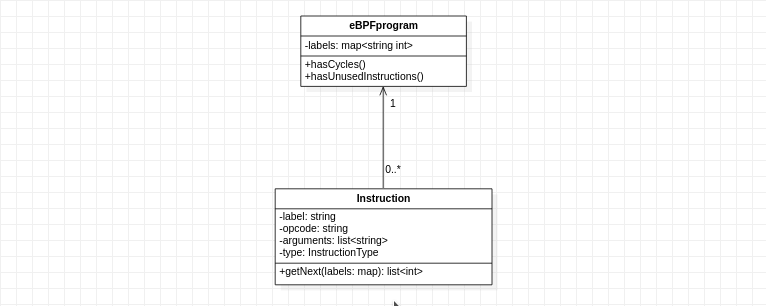 eBPFprogram
-labels: map<string int>
+hasCycles()
+hasUnusedInstructions()
1
0..*
Instruction
-label: string
-opcode: string
-arguments: list<string>
-type: InstructionType
+getNext(labels: map): list<int>